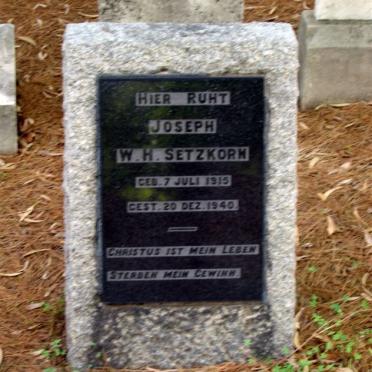 HIER RUHT
JOSEPH
W. H. SETZKORN
GEB. 7 JULI 1915
GEST. 20 DEZ. 1940.
CHRISTUS IST MEIN LEBEN
STERBEN MEIN GEWINN.